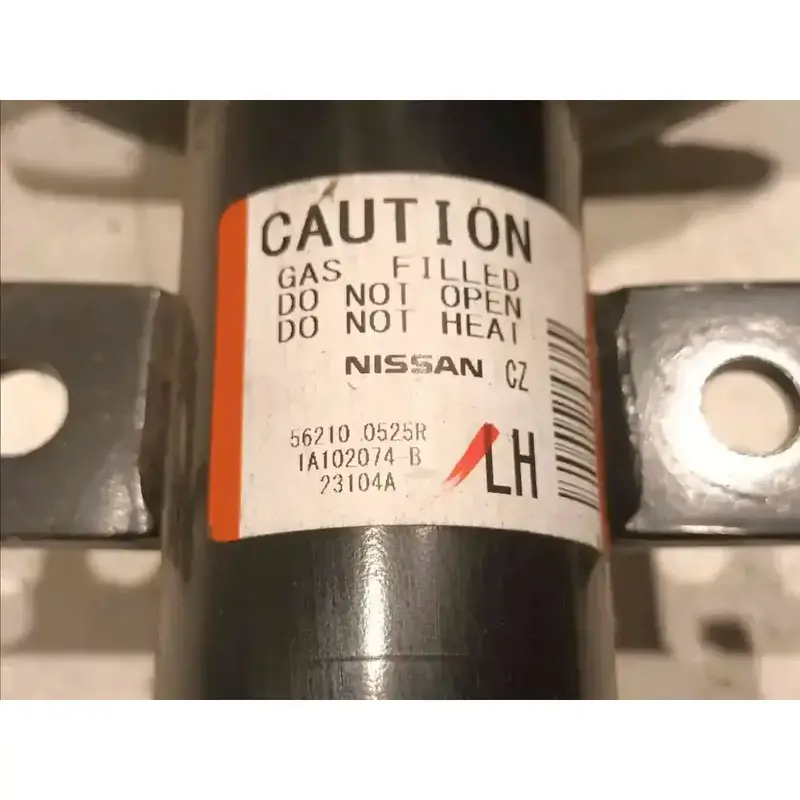 CAUTION
GAS FILLED
DO NOT OPEN
DO NOT HEAT
NISSAN CZ
56210 0525R
1A102074-B
23104A
LH